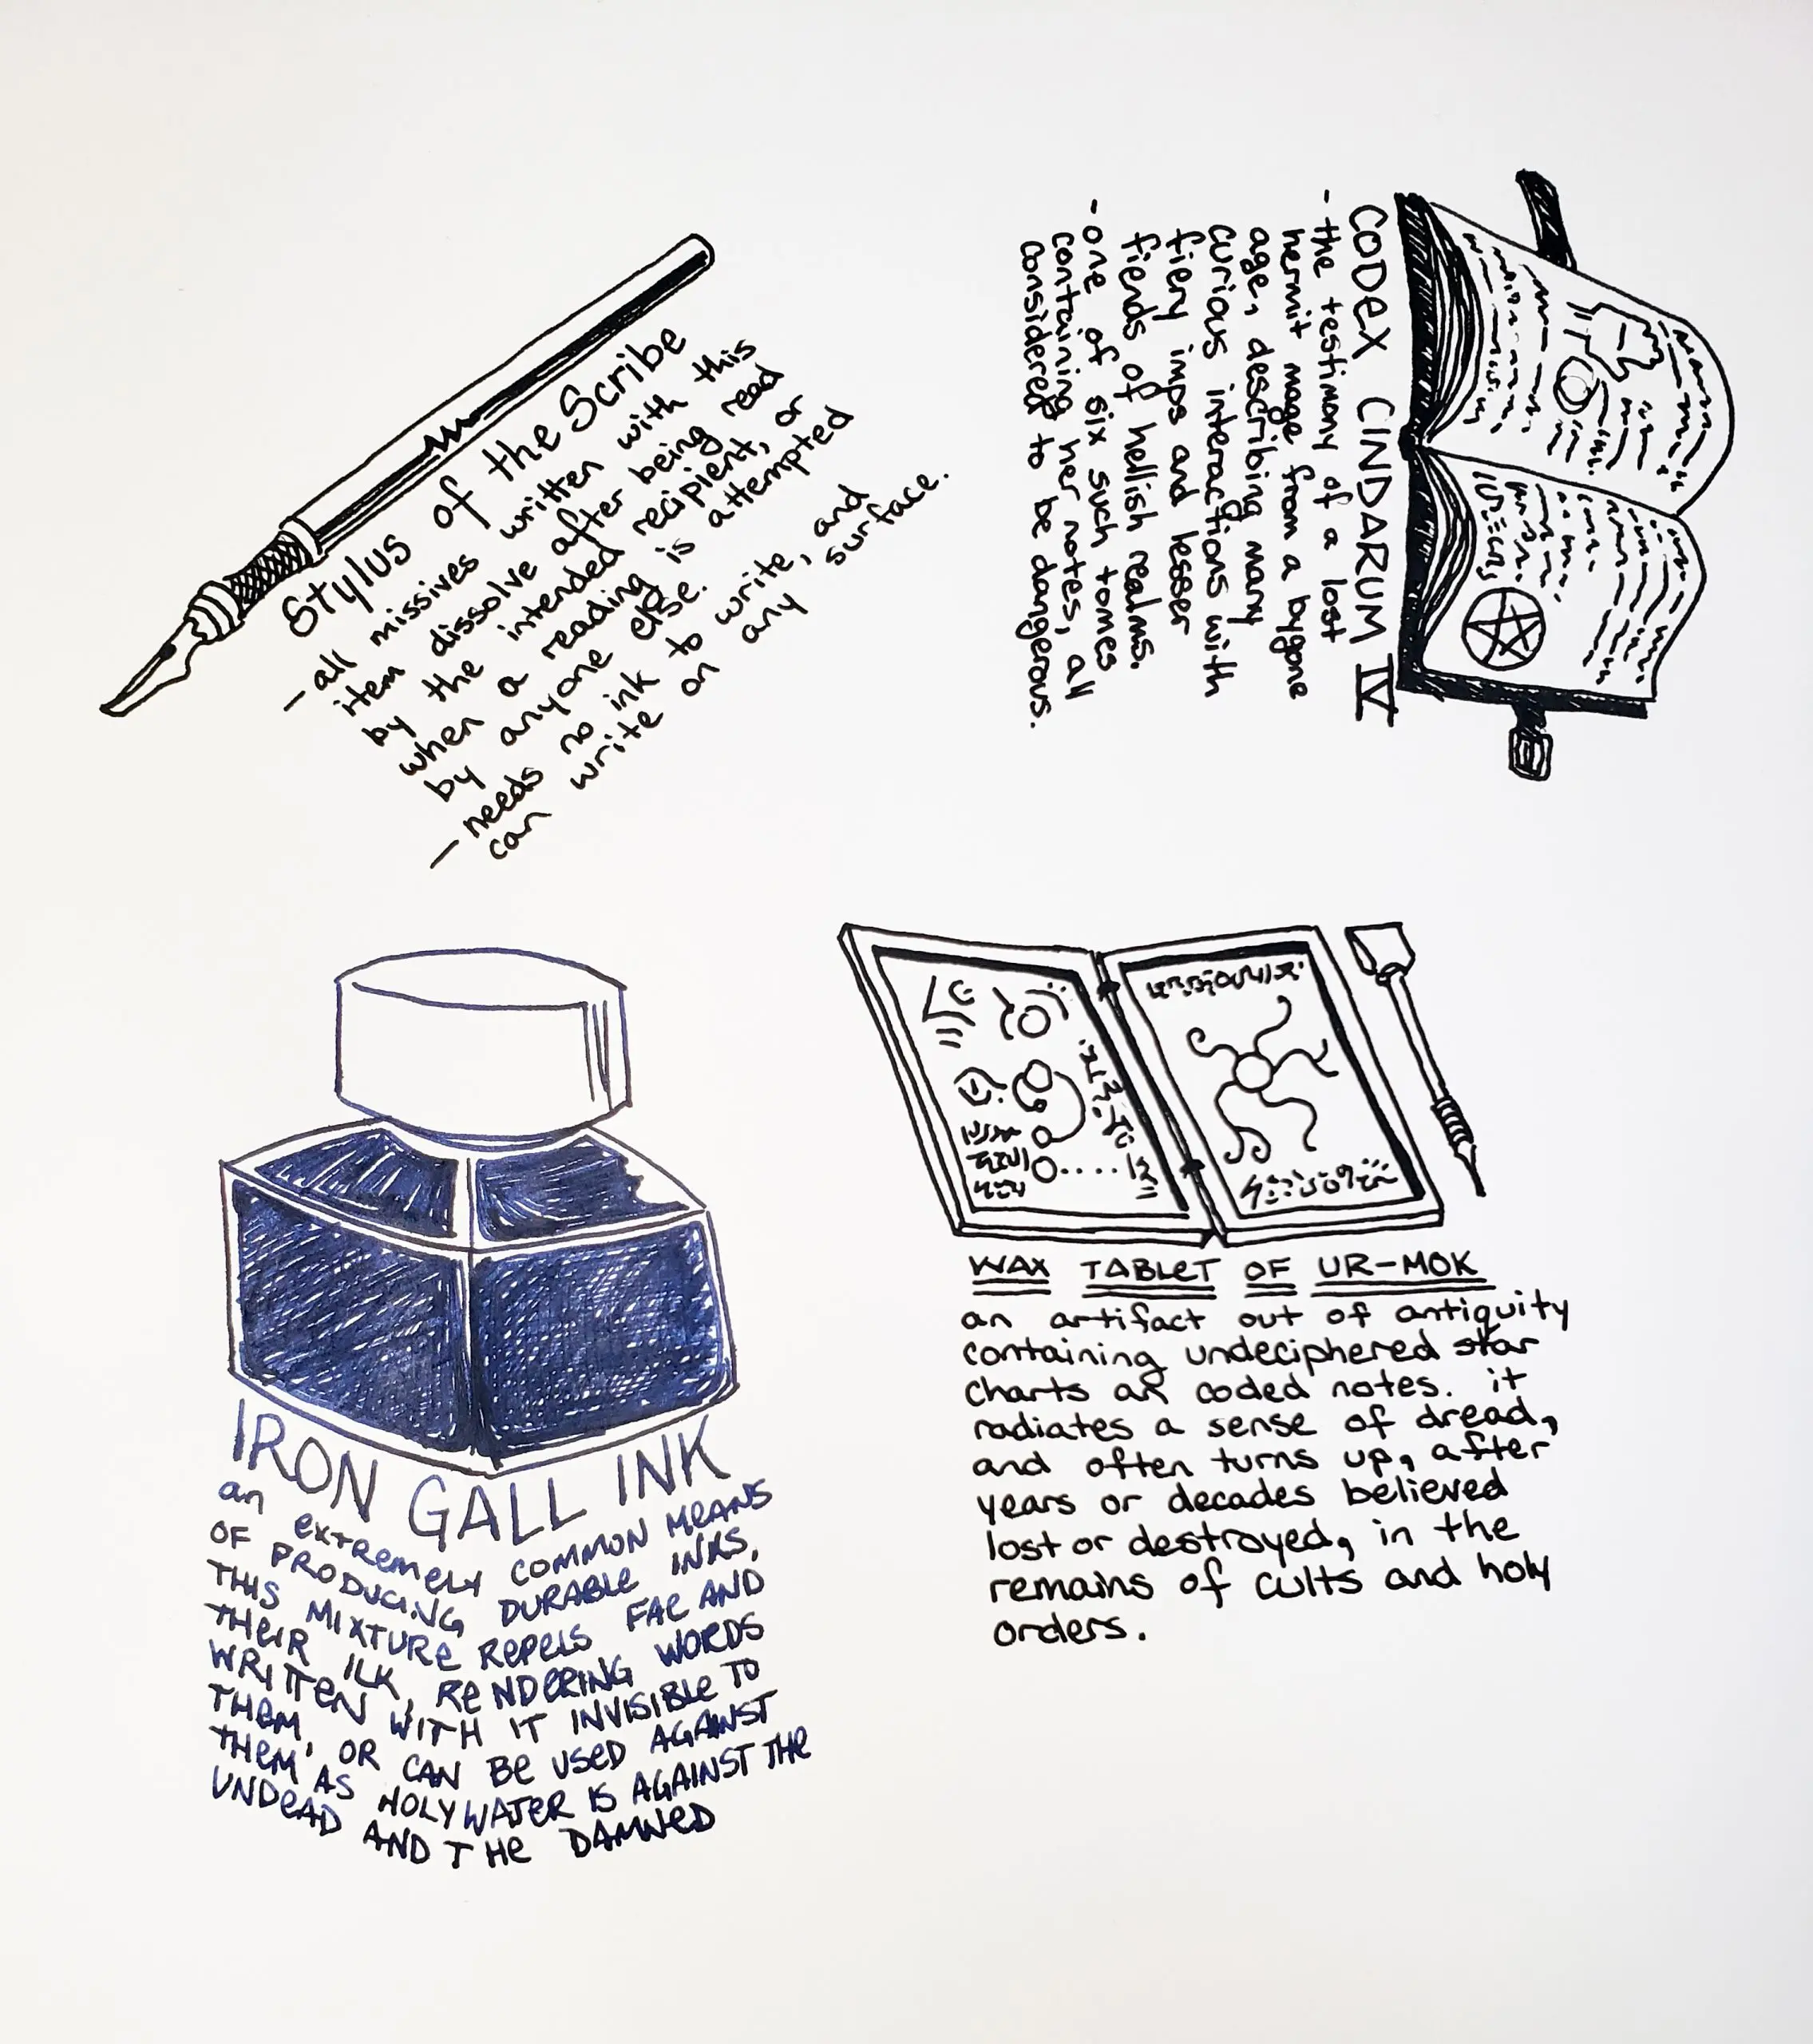 Stylus of the Scribe
- all missives written with this
item dissolve after being read
by the intended recipient, or
when a reading is attempted
by anyone else.
- needs no ink to write, and
can write on any surface.
CODEX CINDARUM IV
- the testimony of a lost
hermit mage from a bygone
age, describing many
curious interactions with
fiery imps and lesser
fiends of hellish realms.
- one of six such tomes
containing her notes, all
considered to be dangerous.
IRON GALL INK
an extremely COMMON MEANS
OF PRODUCING DURABLE INKS,
THIS MIXTURE REPELS FAE AND
THEIR ILK, RENDERING WORDS
WRITTEN WITH IT INVISIBLE TO
THEM, OR CAN BE USED AGAINST
THEM AS HOLY WATER IS AGAINST THE
UNDEAD AND THE DAMNED
WAX TABLET OF UR-MOK
an artifact out of antiquity
containing undeciphered star
charts an coded notes. it
radiates a sense of dread,
and often turns up, after
years or decades believed
lost or destroyed, in the
remains of cults and holy
orders.